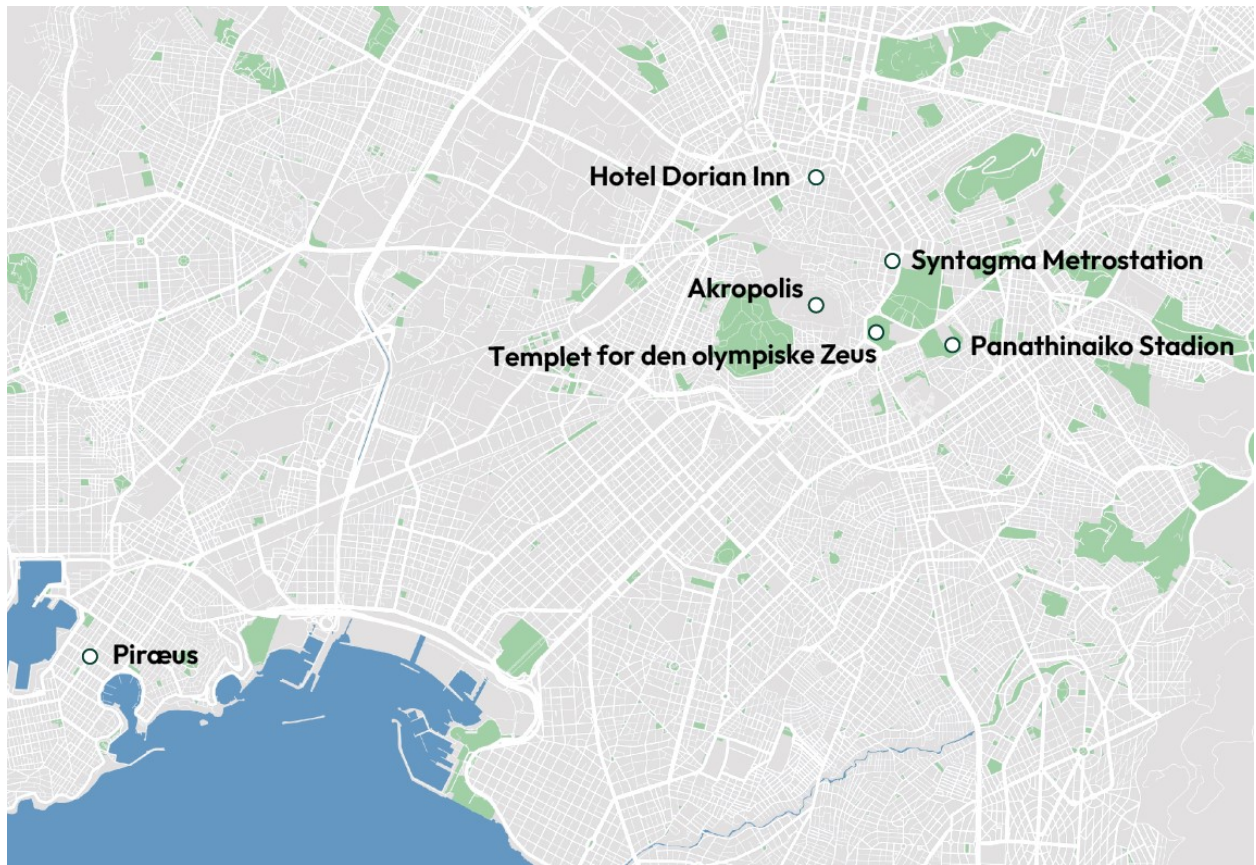 Hotel Dorian Inn
Syntagma Metrostation
Akropolis
Templet for den olympiske Zeus
Panathinaiko Stadion
Piræus